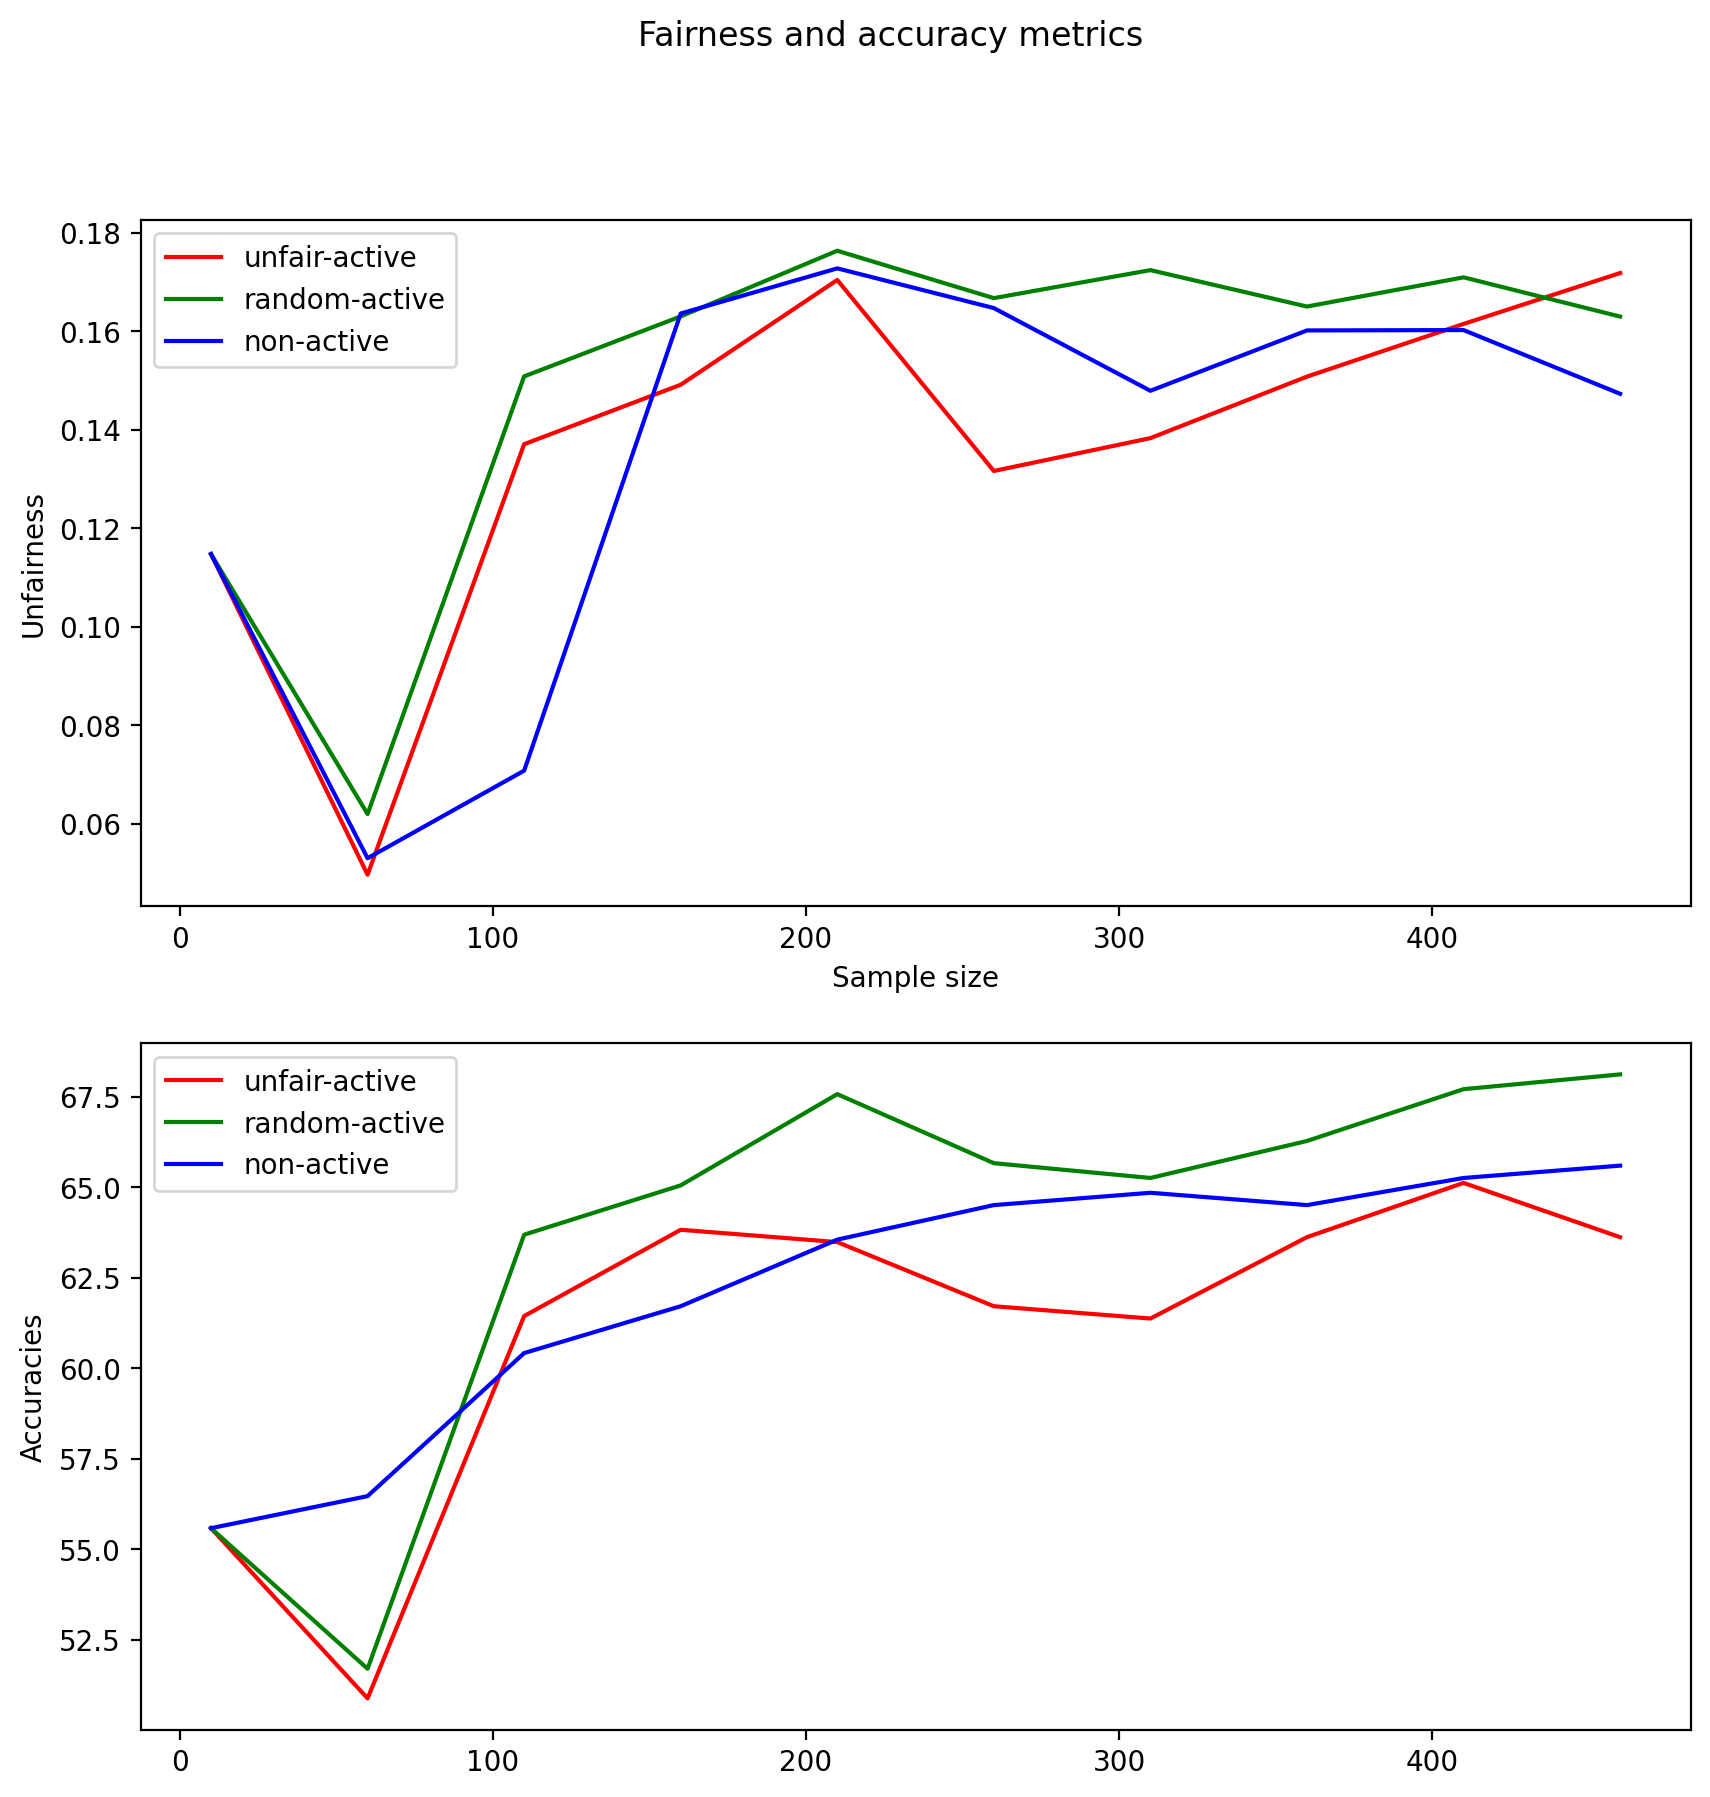 Fairness and accuracy metrics
0.18
0.16
0.14
0.12
0.10
0.08
0.06
Unfairness
unfair-active
random-active
non-active
0 100 200 300 400
Sample size
67.5
65.0
62.5
60.0
57.5
55.0
52.5
Accuracies
unfair-active
random-active
non-active
0 100 200 300 400